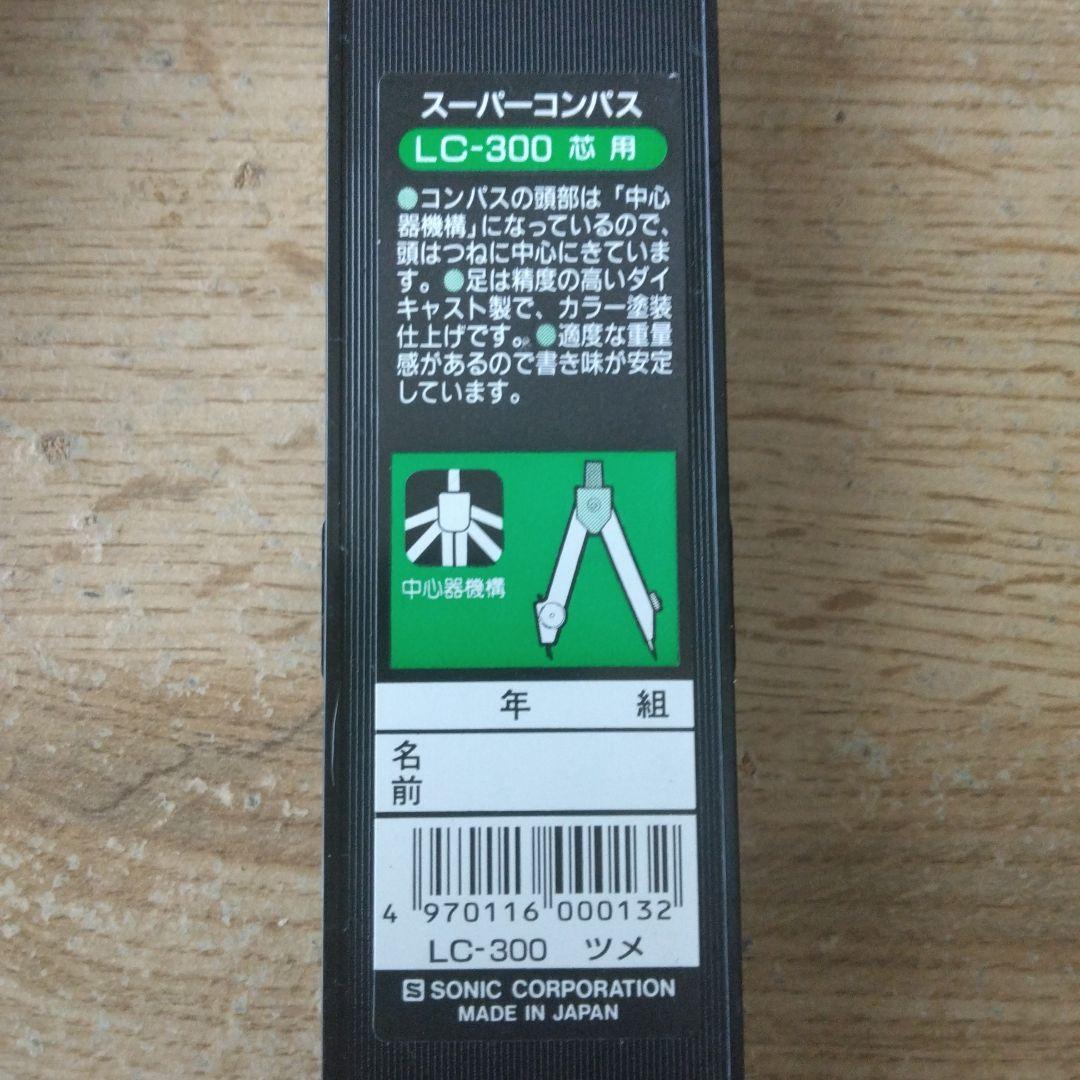 スーパーコンパス
LC-300 芯用
●コンパスの頭部は「中心
器機構」になっているので、
頭はつねに中心にきていま
す。●足は精度の高いダイ
キャスト製で、カラー塗装
仕上げです。●適度な重量
感があるので書き味が安定
しています。
中心器機構
年 組
名
前
4 970116 000132
LC-300 ツメ
S SONIC CORPORATION
MADE IN JAPAN